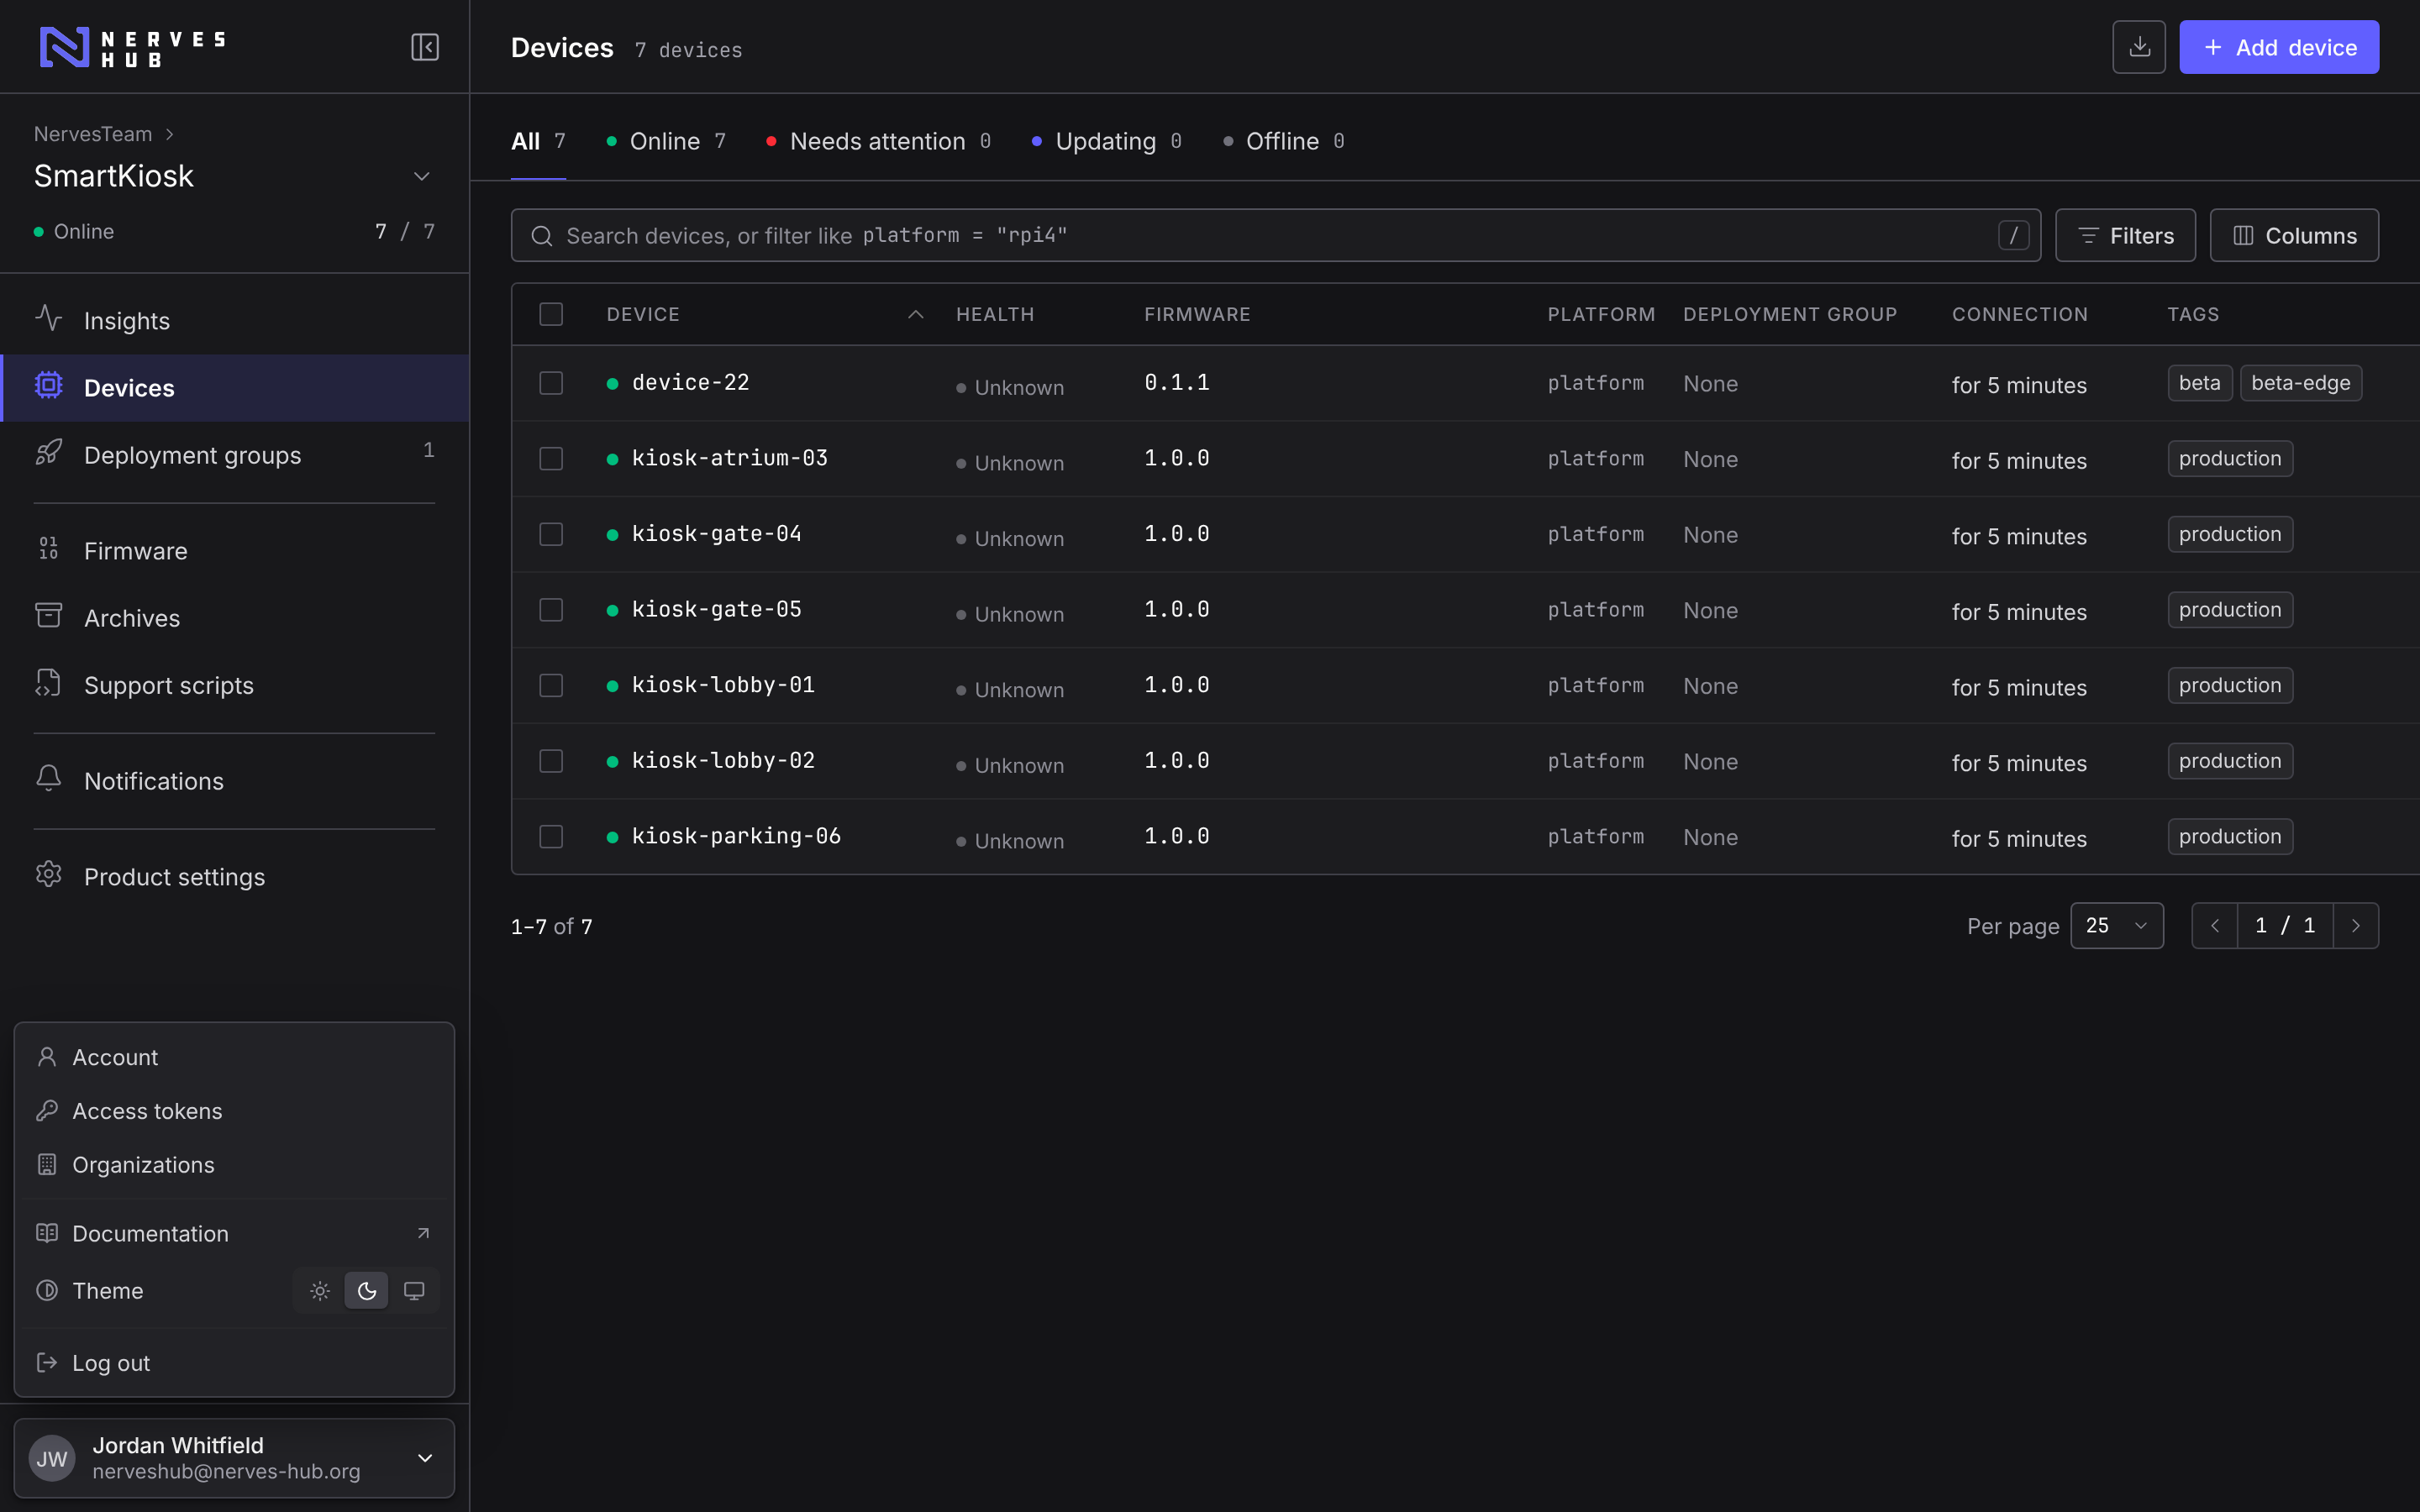 NERVES
HUB
NervesTeam
SmartKiosk
Online 7 / 7
Insights
Devices
Deployment groups 1
Firmware
Archives
Support scripts
Notifications
Product settings
Account
Access tokens
Organizations
Documentation
Theme
Log out
JW Jordan Whitfield
nerveshub@nerves-hub.org
Devices 7 devices
+ Add device
All 7 Online 7 Needs attention 0 Updating 0 Offline 0
Search devices, or filter like platform = "rpi4" / Filters Columns
DEVICE HEALTH FIRMWARE PLATFORM DEPLOYMENT GROUP CONNECTION TAGS
device-22 Unknown 0.1.1 platform None for 5 minutes beta beta-edge
kiosk-atrium-03 Unknown 1.0.0 platform None for 5 minutes production
kiosk-gate-04 Unknown 1.0.0 platform None for 5 minutes production
kiosk-gate-05 Unknown 1.0.0 platform None for 5 minutes production
kiosk-lobby-01 Unknown 1.0.0 platform None for 5 minutes production
kiosk-lobby-02 Unknown 1.0.0 platform None for 5 minutes production
kiosk-parking-06 Unknown 1.0.0 platform None for 5 minutes production
1–7 of 7 Per page 25 1 / 1